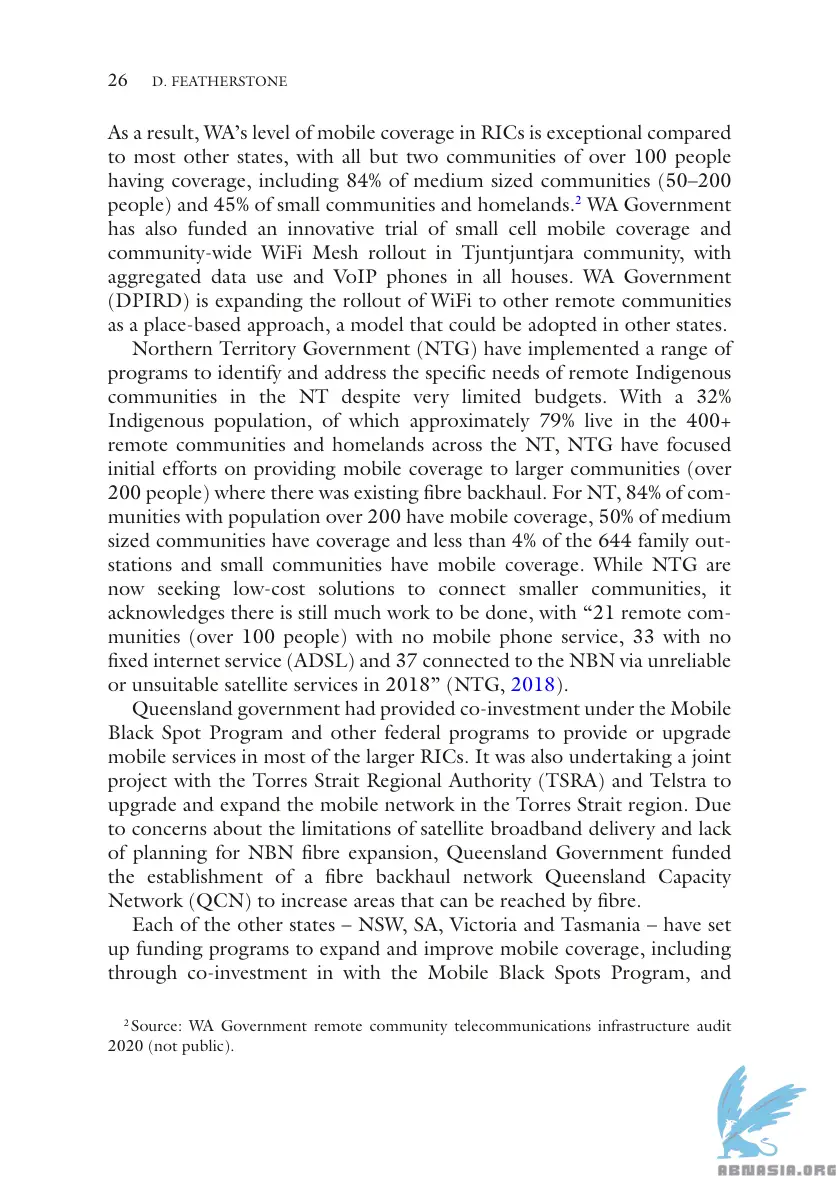 26 D. FEATHERSTONE
As a result, WA’s level of mobile coverage in RICs is exceptional compared
to most other states, with all but two communities of over 100 people
having coverage, including 84% of medium sized communities (50–200
people) and 45% of small communities and homelands.2 WA Government
has also funded an innovative trial of small cell mobile coverage and
community-wide WiFi Mesh rollout in Tjuntjuntjara community, with
aggregated data use and VoIP phones in all houses. WA Government
(DPIRD) is expanding the rollout of WiFi to other remote communities
as a place-based approach, a model that could be adopted in other states.
Northern Territory Government (NTG) have implemented a range of
programs to identify and address the specific needs of remote Indigenous
communities in the NT despite very limited budgets. With a 32%
Indigenous population, of which approximately 79% live in the 400+
remote communities and homelands across the NT, NTG have focused
initial efforts on providing mobile coverage to larger communities (over
200 people) where there was existing fibre backhaul. For NT, 84% of com-
munities with population over 200 have mobile coverage, 50% of medium
sized communities have coverage and less than 4% of the 644 family out-
stations and small communities have mobile coverage. While NTG are
now seeking low-cost solutions to connect smaller communities, it
acknowledges there is still much work to be done, with “21 remote com-
munities (over 100 people) with no mobile phone service, 33 with no
fixed internet service (ADSL) and 37 connected to the NBN via unreliable
or unsuitable satellite services in 2018” (NTG, 2018).
Queensland government had provided co-investment under the Mobile
Black Spot Program and other federal programs to provide or upgrade
mobile services in most of the larger RICs. It was also undertaking a joint
project with the Torres Strait Regional Authority (TSRA) and Telstra to
upgrade and expand the mobile network in the Torres Strait region. Due
to concerns about the limitations of satellite broadband delivery and lack
of planning for NBN fibre expansion, Queensland Government funded
the establishment of a fibre backhaul network Queensland Capacity
Network (QCN) to increase areas that can be reached by fibre.
Each of the other states – NSW, SA, Victoria and Tasmania – have set
up funding programs to expand and improve mobile coverage, including
through co-investment in with the Mobile Black Spots Program, and
2 Source: WA Government remote community telecommunications infrastructure audit
2020 (not public).
ABNASIA.ORG